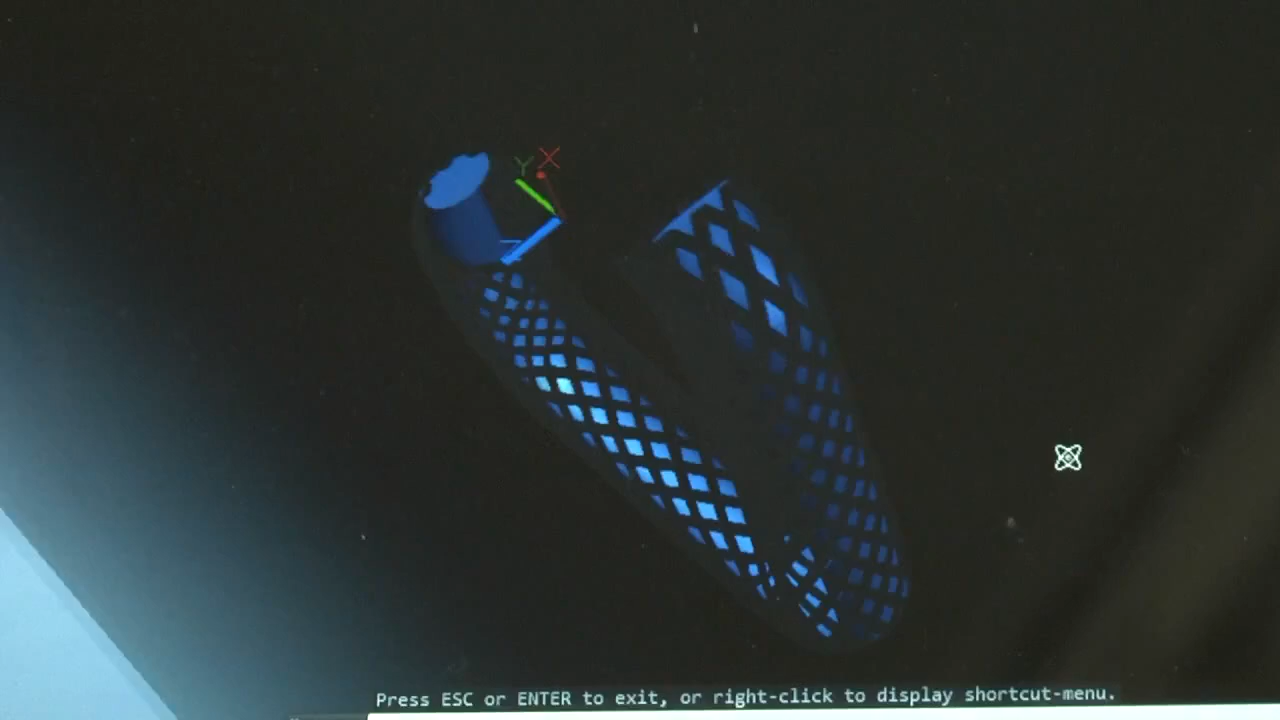 Y X
Press ESC or ENTER to exit, or right-click to display shortcut-menu.